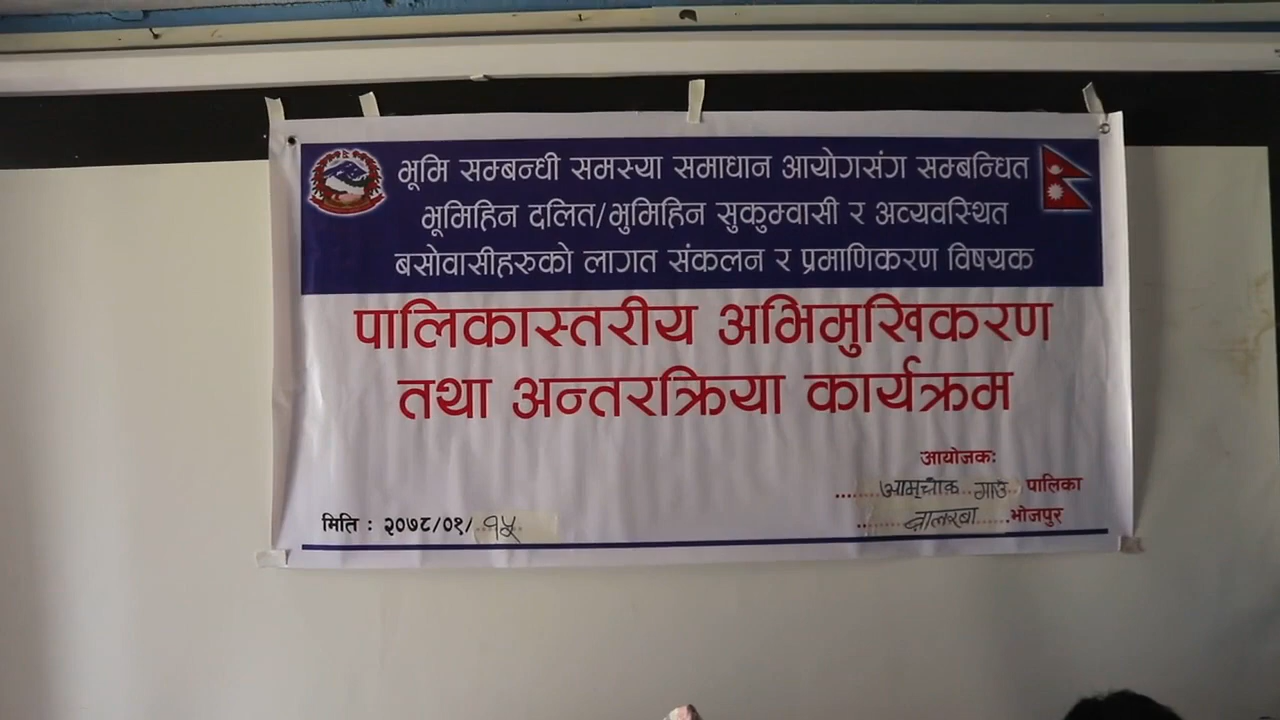 भूमि सम्बन्धी समस्या समाधान आयोगसंग सम्बन्धित
भूमिहिन दलित/भुमिहिन सुकुम्वासी र अव्यवस्थित
बसोवासीहरुको लागत संकलन र प्रमाणिकरण विषयक
पालिकास्तरीय अभिमुखिकरण
तथा अन्तरक्रिया कार्यक्रम
आयोजकः
आमचोक गाउ पालिका
मिति : २०७८/०१/१५
भोजपुर